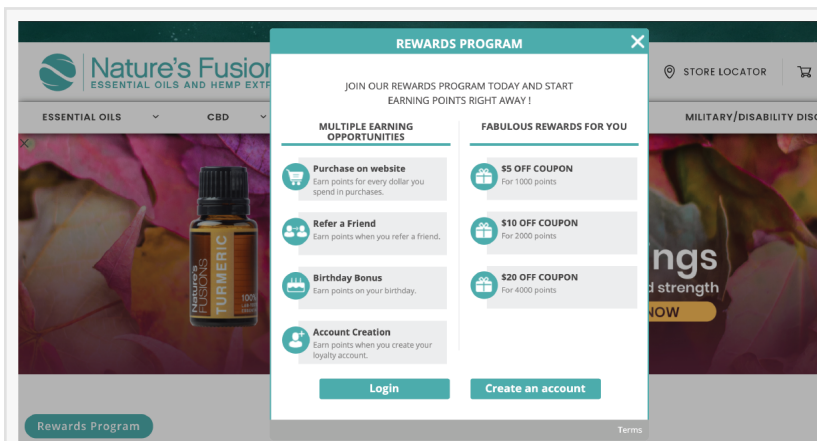 REWARDS PROGRAM
Nature's Fusion
ESSENTIAL OILS AND HEMP EXTR
STORE LOCATOR
ESSENTIAL OILS
CBD
MILITARY/DISABILITY DISC
JOIN OUR REWARDS PROGRAM TODAY AND START
EARNING POINTS RIGHT AWAY !
MULTIPLE EARNING
OPPORTUNITIES
Purchase on website
Earn points for every dollar you
spend in purchases.
Refer a Friend
Earn points when you refer a friend.
Birthday Bonus
Earn points on your birthday.
Account Creation
Earn points when you create your
loyalty account.
FABULOUS REWARDS FOR YOU
$5 OFF COUPON
For 1000 points
$10 OFF COUPON
For 2000 points
$20 OFF COUPON
For 4000 points
Login
Create an account
Terms
Nature's
FUSIONS
TURMERIC
100%
ngs
d strength
NOW
Rewards Program